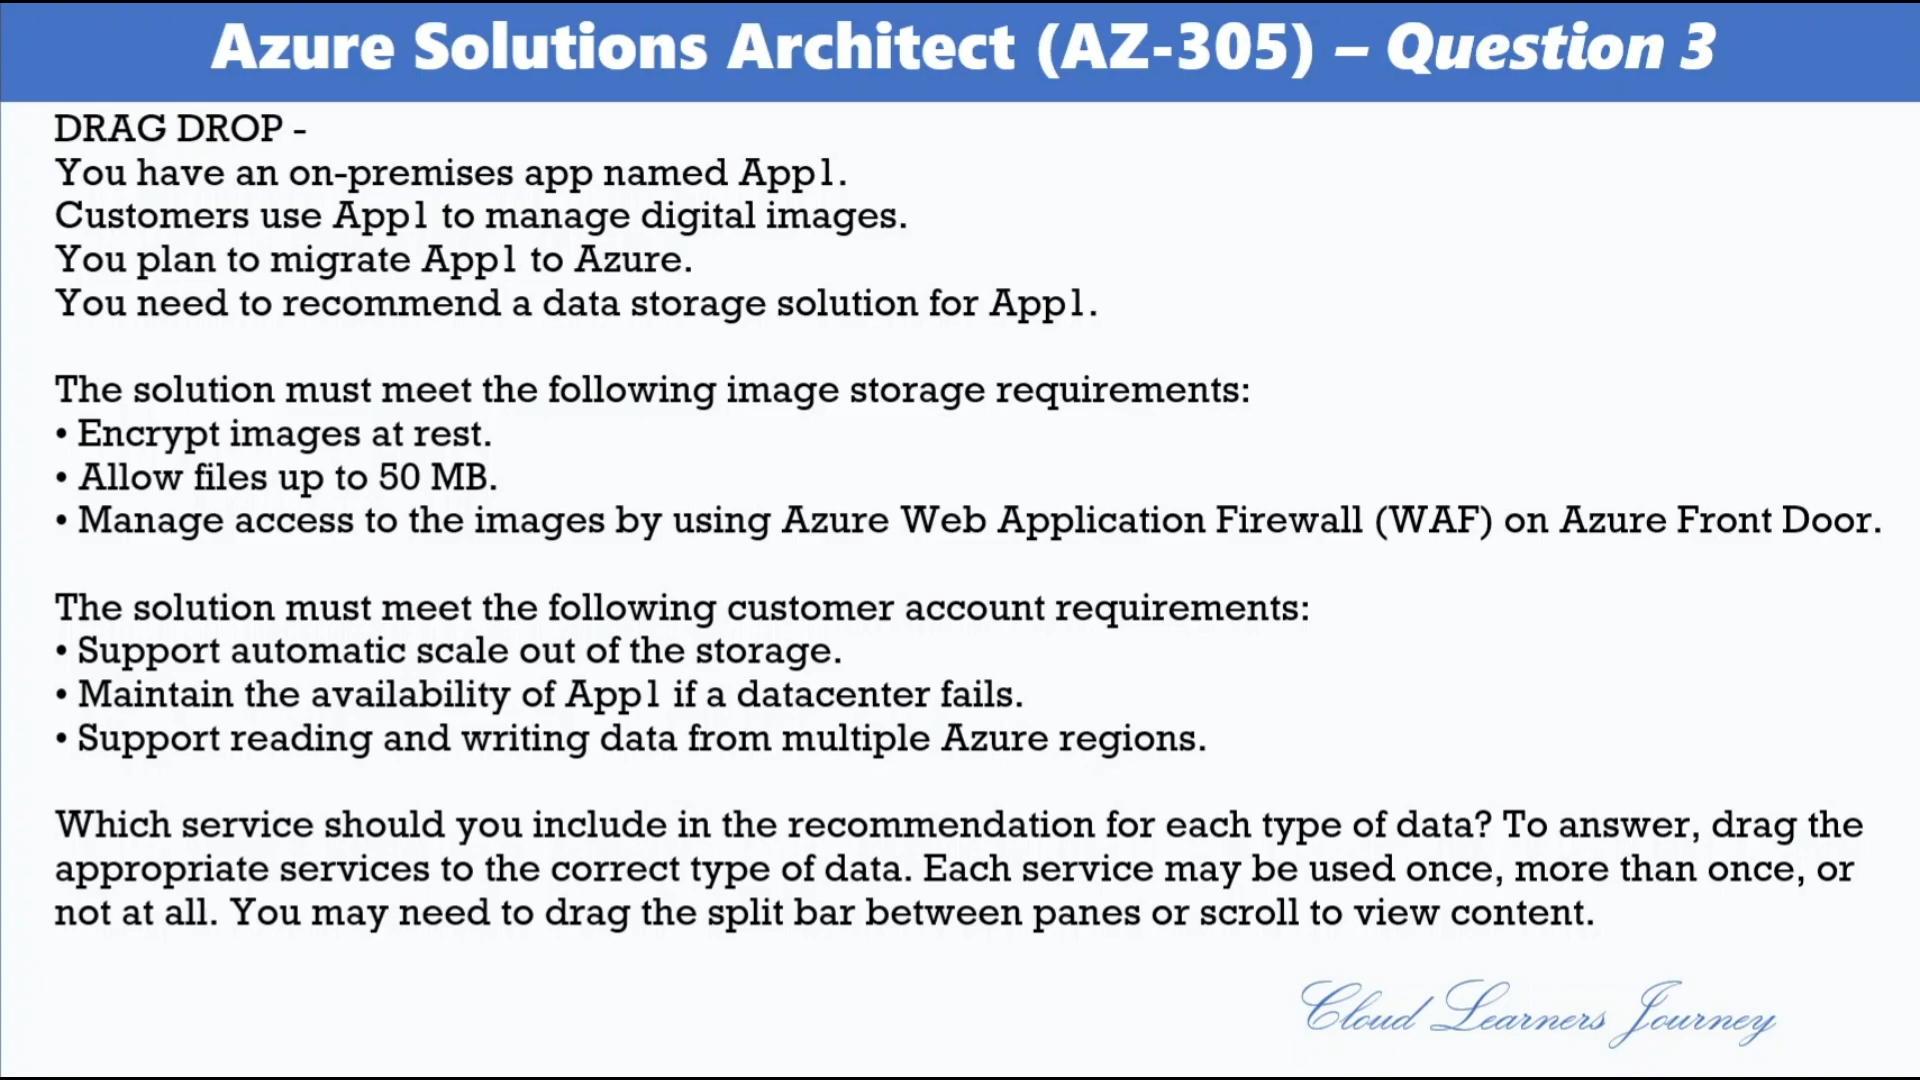 Azure Solutions Architect (AZ-305) – Question 3
DRAG DROP -
You have an on-premises app named App1.
Customers use App1 to manage digital images.
You plan to migrate App1 to Azure.
You need to recommend a data storage solution for App1.
The solution must meet the following image storage requirements:
• Encrypt images at rest.
• Allow files up to 50 MB.
• Manage access to the images by using Azure Web Application Firewall (WAF) on Azure Front Door.
The solution must meet the following customer account requirements:
• Support automatic scale out of the storage.
• Maintain the availability of App1 if a datacenter fails.
• Support reading and writing data from multiple Azure regions.
Which service should you include in the recommendation for each type of data? To answer, drag the
appropriate services to the correct type of data. Each service may be used once, more than once, or
not at all. You may need to drag the split bar between panes or scroll to view content.
Cloud Learners Journey